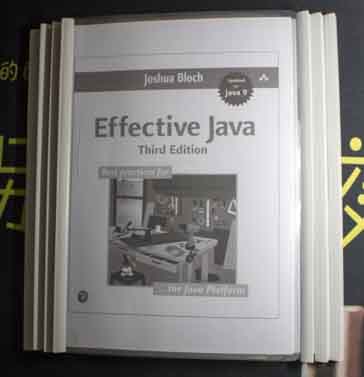 的
Joshua Bloch
Updated
for
Java 9
Effective Java
Third Edition
Best practices for
...the Java Platform